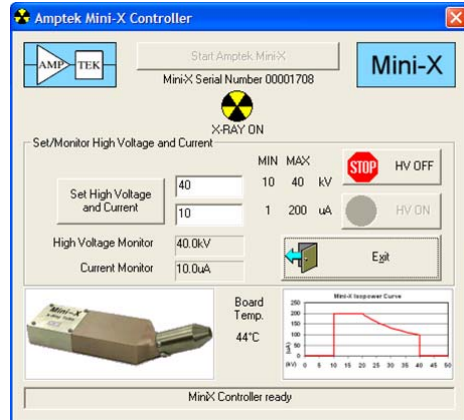 Amptek Mini-X Controller
AMP TEK
Start Amptek Mini-X
Mini-X
Mini-X Serial Number 00001708
X-RAY ON
Set/Monitor High Voltage and Current
MIN MAX
STOP HV OFF
Set High Voltage and Current
40
10 40 kV
10
1 200 uA
HV ON
High Voltage Monitor 40.0kV
Current Monitor 10.0uA
Exit
Mini-X
Board Temp.
44°C
Mini-X Isopower Curve
250
200
150
100
50
0
(uA)
(kV) 0 5 10 15 20 25 30 35 40 45 50
MiniX Controller ready